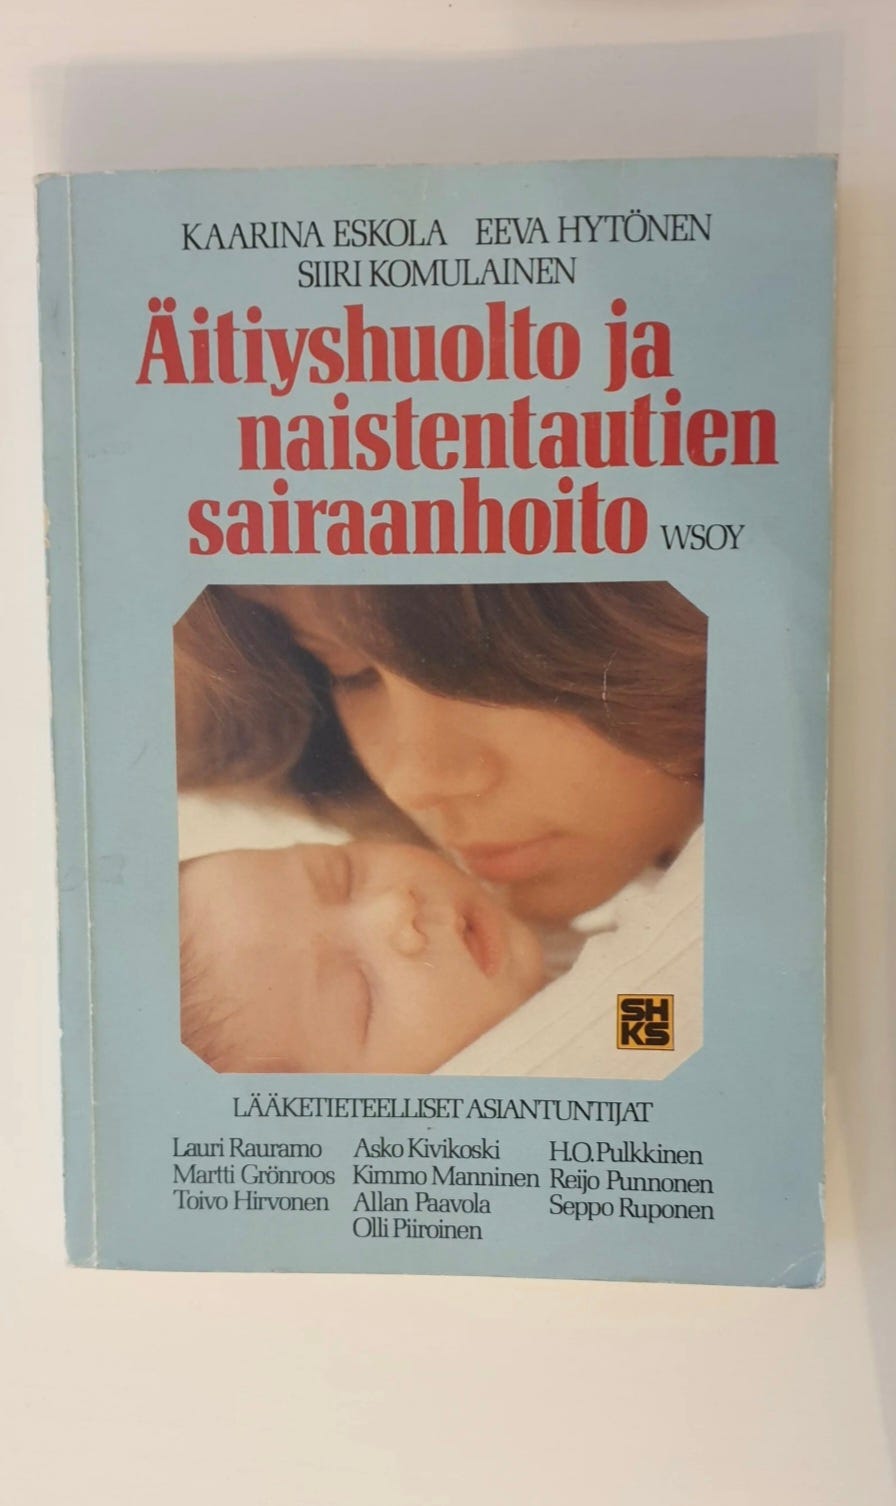 KAARINA ESKOLA EEVA HYTÖNEN
SIIRI KOMULAINEN
Äitiyshuolto ja
naistentautien
sairaanhoito WSOY
SH
KS
LÄÄKETIETEELLISET ASIANTUNTIJAT
Lauri Rauramo Asko Kivikoski H.O.Pulkkinen
Martti Grönroos Kimmo Manninen Reijo Punnonen
Toivo Hirvonen Allan Paavola Seppo Ruponen
Olli Piiroinen